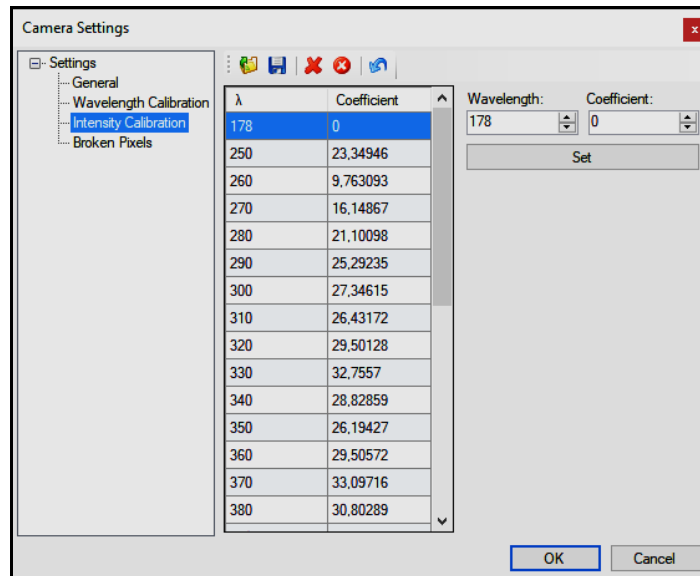 Camera Settings
x
Settings
General
Wavelength Calibration
Intensity Calibration
Broken Pixels
λ Coefficient
178 0
250 23,34946
260 9,763093
270 16,14867
280 21,10098
290 25,29235
300 27,34615
310 26,43172
320 29,50128
330 32,7557
340 28,82859
350 26,19427
360 29,50572
370 33,09716
380 30,80289
Wavelength: Coefficient:
178 0
Set
OK Cancel